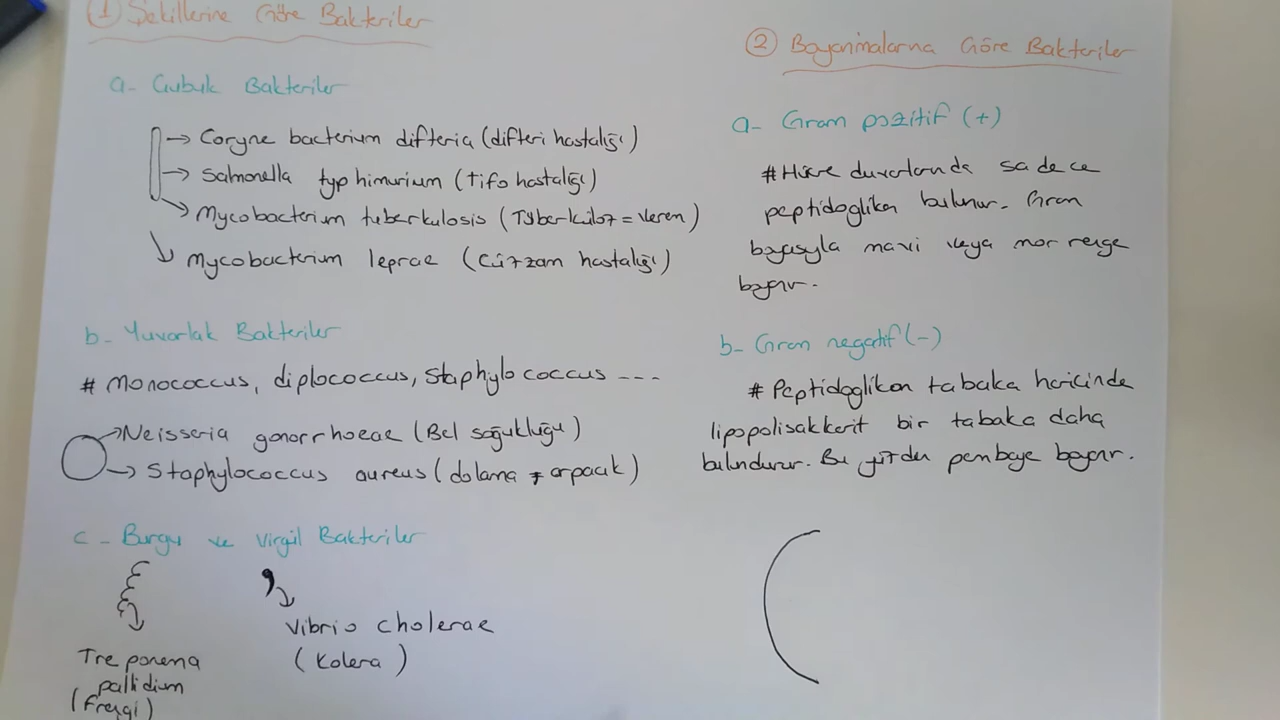 1 Şekillerine Göre Bakteriler
a- Çubuk Bakteriler
→ Coryne bacterium difteria (difteri hastalığı)
→ Salmonella typhimurium (Tifo hastalığı)
→ Mycobacterium tuberkulosis (Tyberküloz = Verem)
Mycobacterium leprae (Cüzzam hastalığı)
b- Yuvarlak Bakteriler
# Monococcus, diplococcus, Staphylococcus ---
→ Neisseria gonorrhoeae (Bel soğukluğu)
→ Staphylococcus aureus (dolama, arpacık)
c- Burgu ve Virgül Bakteriler
Treponema
pallidium
(Frengi)
Vibrio cholerae
(Kolera)
2 Boyanmalarına Göre Bakteriler
a- Gram pozitif (+)
# Hücre duvarlarında sadece
peptidoglikan bulunur. Gram
boyasıyla mavi veya mor renge
boyanır.
b- Gram negatif (-)
# Peptidoglikan tabaka haricinde
lipopolisakkarit bir tabaka daha
bulundurur. Bu yüzden pembeye boyanır.